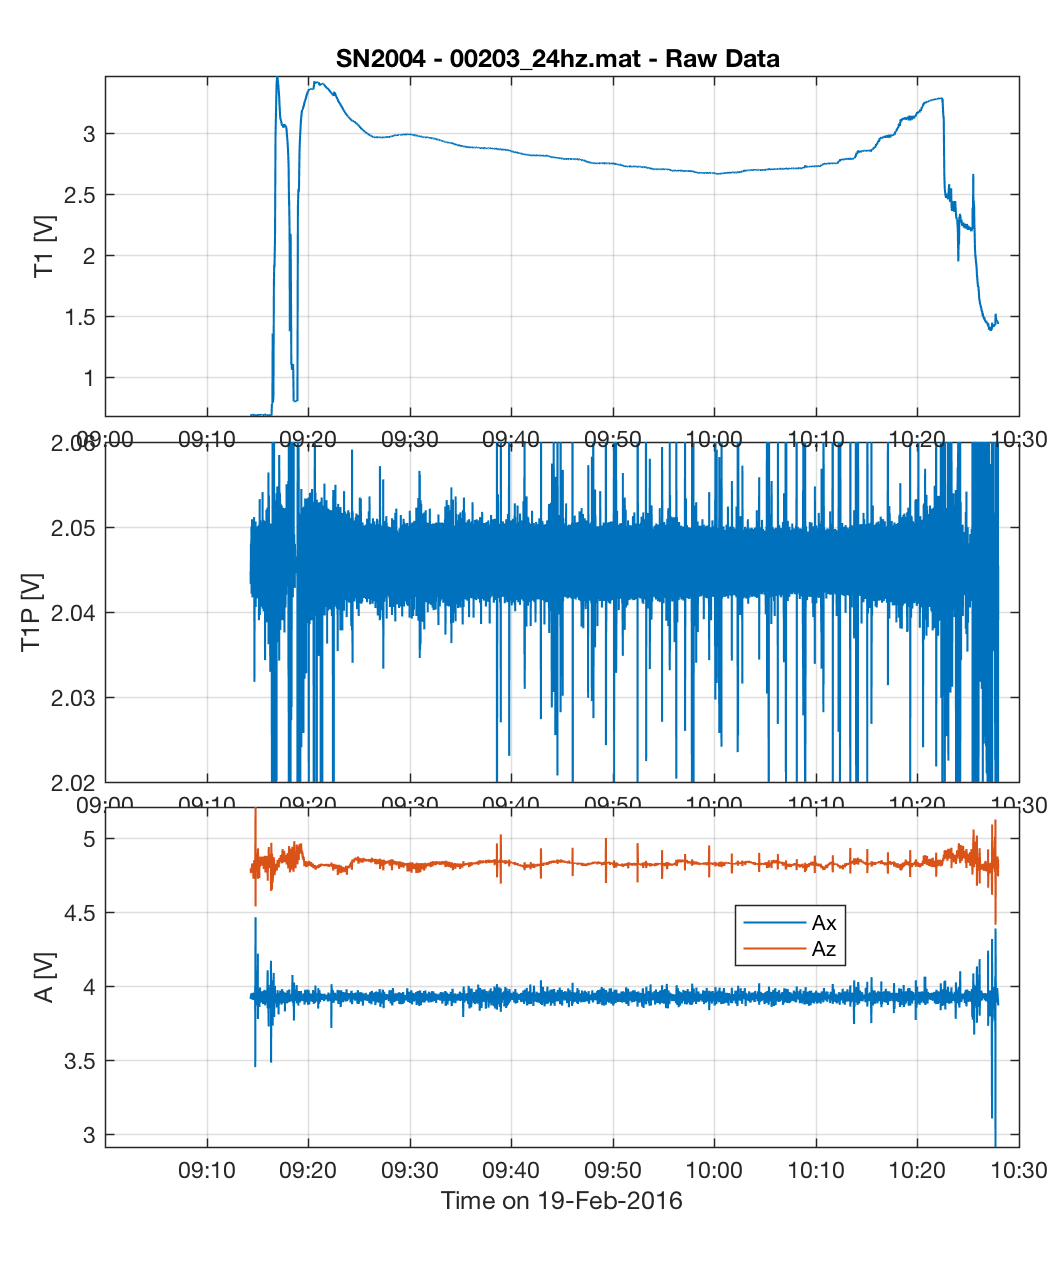 SN2004 - 00203_24hz.mat - Raw Data
3
2.5
2
1.5
1
T1 [V]
09:00 09:10 09:20 09:30 09:40 09:50 10:00 10:10 10:20 10:30
2.06
2.05
2.04
2.03
2.02
T1P [V]
09:00 09:10 09:20 09:30 09:40 09:50 10:00 10:10 10:20 10:30
5
4.5
4
3.5
3
A [V]
Ax
Az
09:10 09:20 09:30 09:40 09:50 10:00 10:10 10:20 10:30
Time on 19-Feb-2016